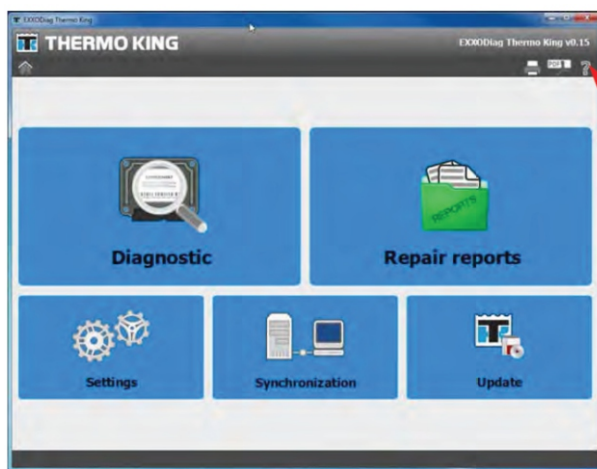 EXXODiag Thermo King
THERMO KING
EXXODiag Thermo King v0.15
PDF
?
Diagnostic
REPORTS
Repair reports
Settings
Synchronization
Update